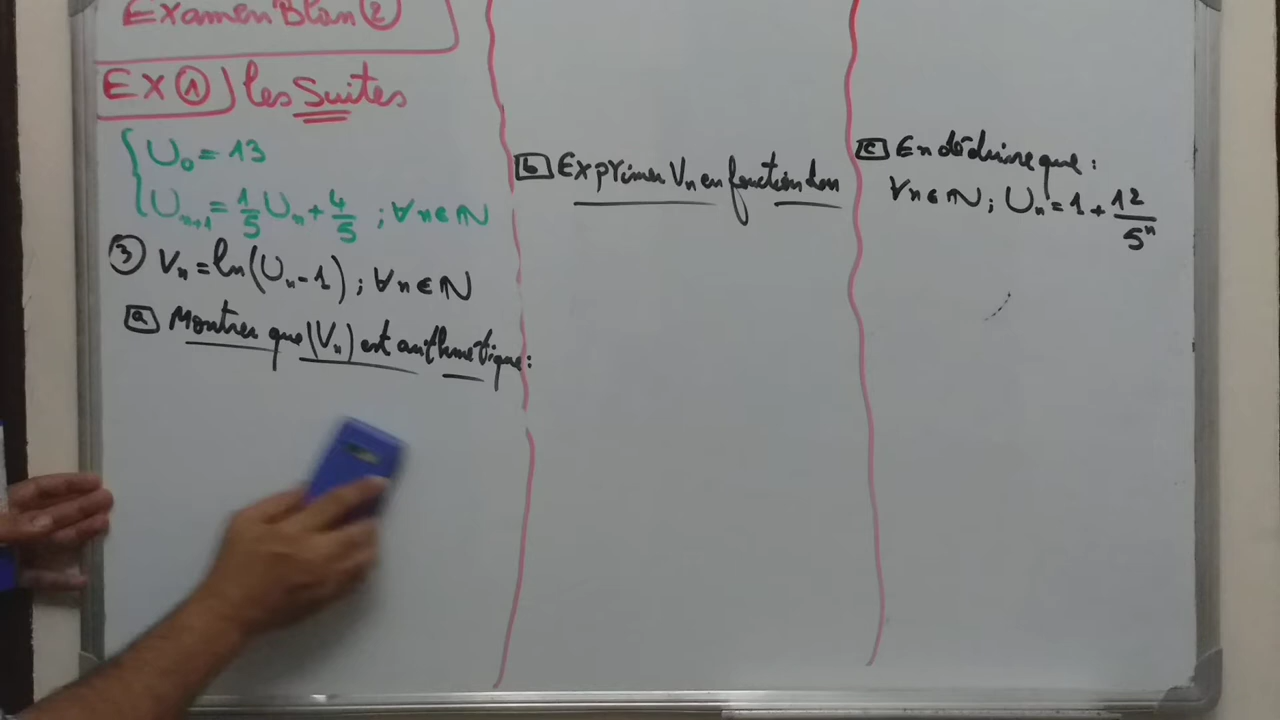 Examen Blan ②
EX ① les Suites
U₀ = 13
Uₙ₊₁ = 1/5 Uₙ + 4/5 ; ∀n∈ℕ
③ Vₙ = ln(Uₙ - 1) ; ∀n∈ℕ
a Montrer que (Vₙ) est arithmétique :
b Exprimer Vₙ en fonction de n
c En déduire que :
∀n∈ℕ ; Uₙ = 1 + 12/5ⁿ